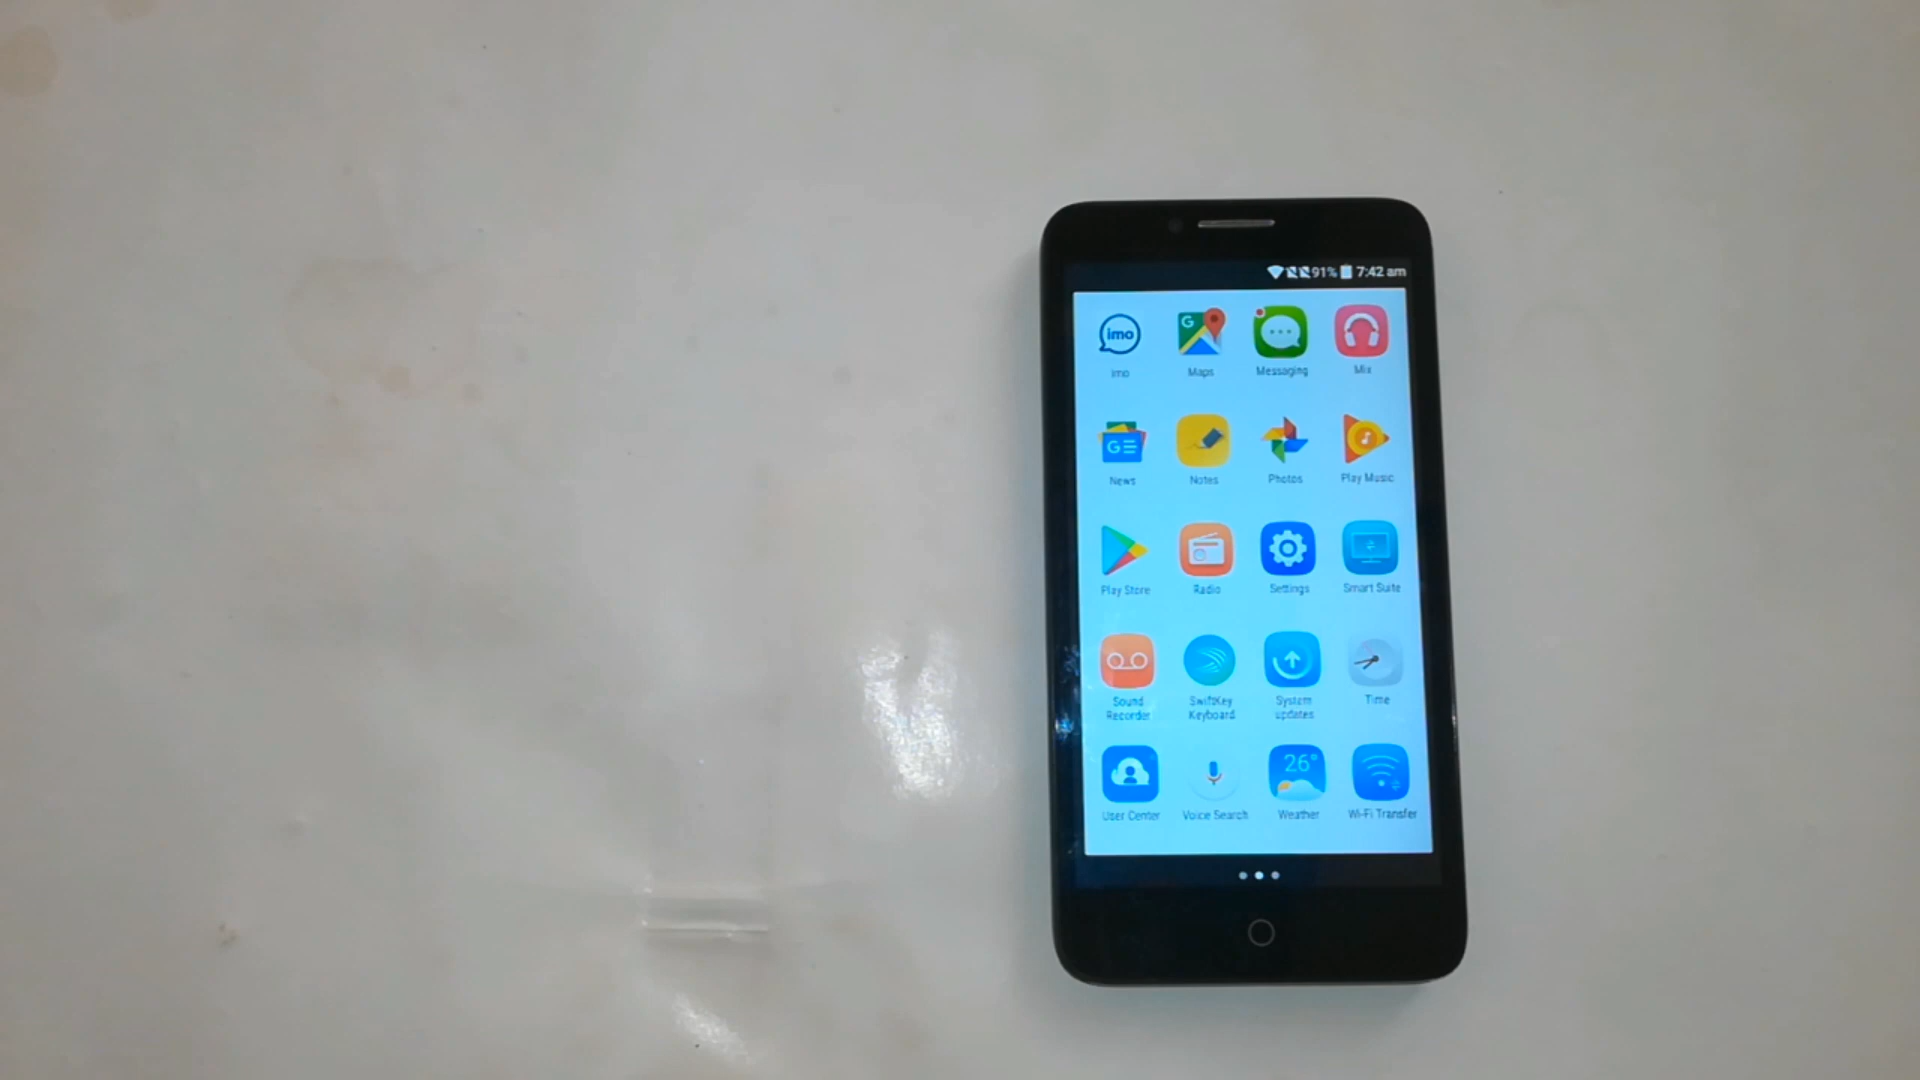 91% 7:42 am
imo
imo
Maps
Messaging
Mix
News
Notes
Photos
Play Music
Play Store
Radio
Settings
Smart Suite
Sound
Recorder
SwiftKey
Keyboard
System
updates
Time
26°
User Center
Voice Search
Weather
Wi-Fi Transfer